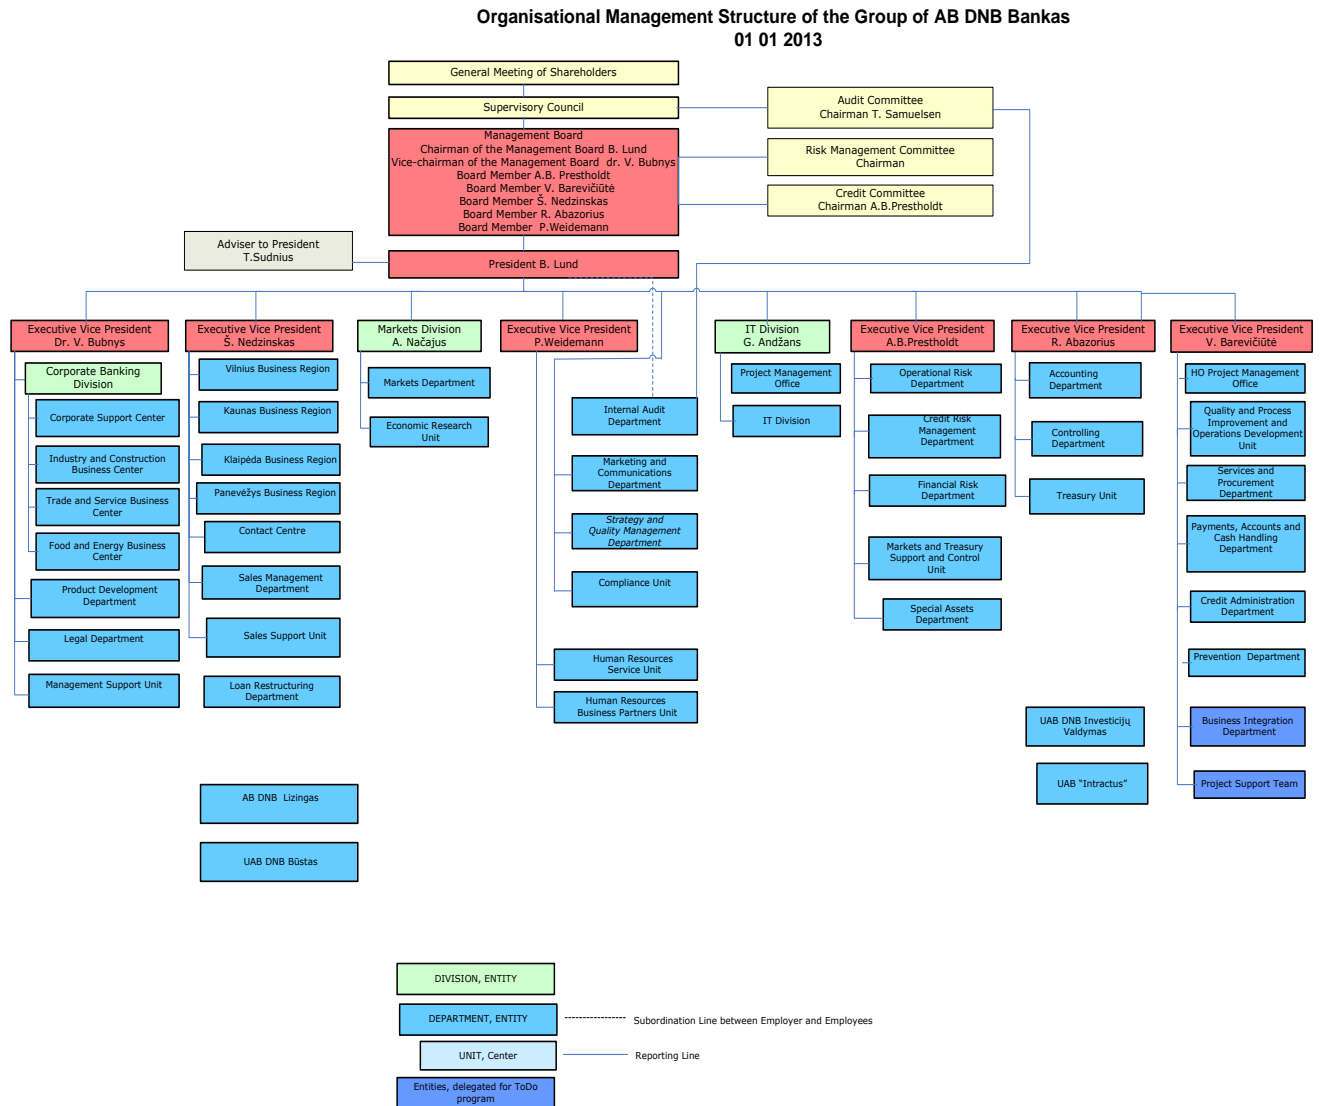 Organisational Management Structure of the Group of AB DNB Bankas
01 01 2013
General Meeting of Shareholders
Supervisory Council
Audit Committee
Chairman T. Samuelsen
Management Board
Chairman of the Management Board B. Lund
Vice-chairman of the Management Board dr. V. Bubnys
Board Member A.B. Prestholdt
Board Member V. Barevičiūtė
Board Member Š. Nedzinskas
Board Member R. Abazorius
Board Member P.Weidemann
Risk Management Committee
Chairman
Credit Committee
Chairman A.B.Prestholdt
Adviser to President
T.Sudnius
President B. Lund
Executive Vice President
Dr. V. Bubnys
Corporate Banking
Division
Corporate Support Center
Industry and Construction
Business Center
Trade and Service Business
Center
Food and Energy Business
Center
Product Development
Department
Legal Department
Management Support Unit
Executive Vice President
Š. Nedzinskas
Vilnius Business Region
Kaunas Business Region
Klaipėda Business Region
Panevėžys Business Region
Contact Centre
Sales Management
Department
Sales Support Unit
Loan Restructuring
Department
AB DNB Lizingas
UAB DNB Būstas
Markets Division
A. Načajus
Markets Department
Economic Research
Unit
Executive Vice President
P.Weidemann
Internal Audit
Department
Marketing and
Communications
Department
Strategy and
Quality Management
Department
Compliance Unit
Human Resources
Service Unit
Human Resources
Business Partners Unit
IT Division
G. Andžans
Project Management
Office
IT Division
Executive Vice President
A.B.Prestholdt
Operational Risk
Department
Credit Risk
Management
Department
Financial Risk
Department
Markets and Treasury
Support and Control
Unit
Special Assets
Department
Executive Vice President
R. Abazorius
Accounting
Department
Controlling
Department
Treasury Unit
UAB DNB Investicijų
Valdymas
UAB “Intractus”
Executive Vice President
V. Barevičiūtė
HO Project Management
Office
Quality and Process
Improvement and
Operations Development
Unit
Services and
Procurement
Department
Payments, Accounts and
Cash Handling
Department
Credit Administration
Department
Prevention Department
Business Integration
Department
Project Support Team
DIVISION, ENTITY
DEPARTMENT, ENTITY
Subordination Line between Employer and Employees
UNIT, Center
Reporting Line
Entities, delegated for ToDo
program